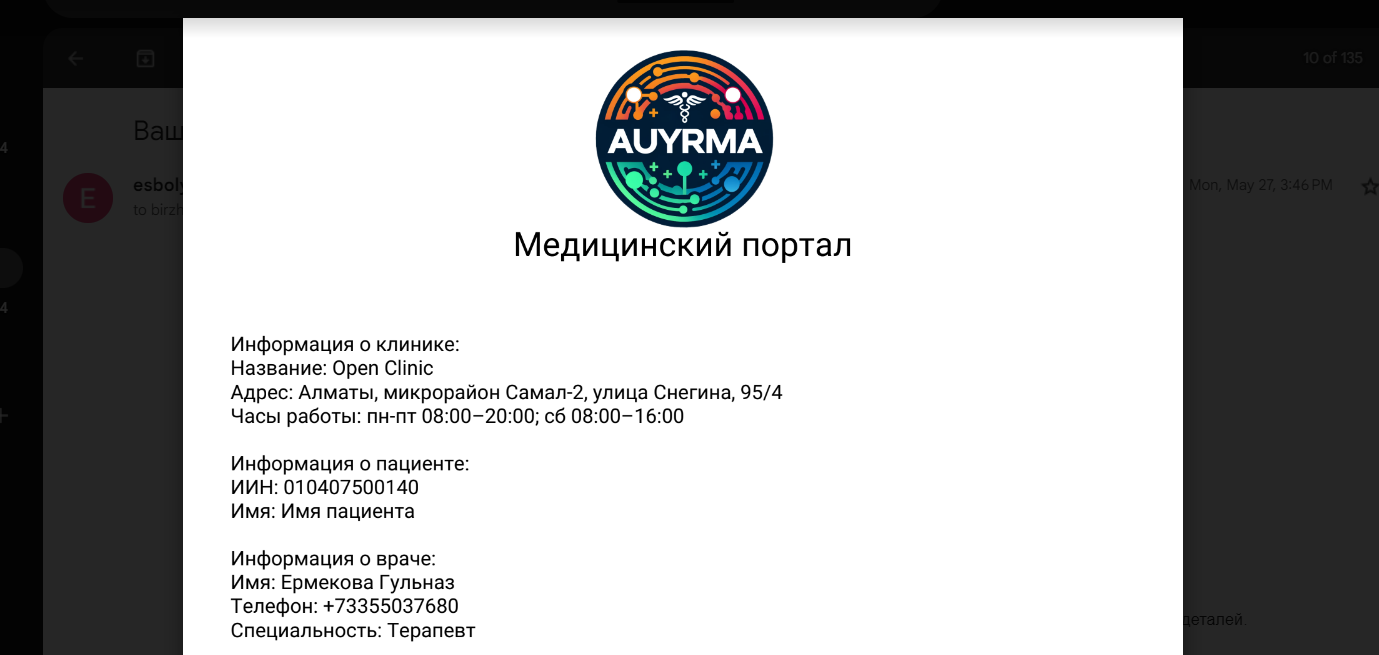 10 of 135
Ваш
4
E
esboly
Mon, May 27, 3:46 PM
to birzh
4
AUYRMA
Медицинский портал
Информация о клинике:
Название: Open Clinic
Адрес: Алматы, микрорайон Самал-2, улица Снегина, 95/4
Часы работы: пн-пт 08:00–20:00; сб 08:00–16:00
Информация о пациенте:
ИИН: 010407500140
Имя: Имя пациента
Информация о враче:
Имя: Ермекова Гульназ
Телефон: +73355037680
Специальность: Терапевт
деталей.